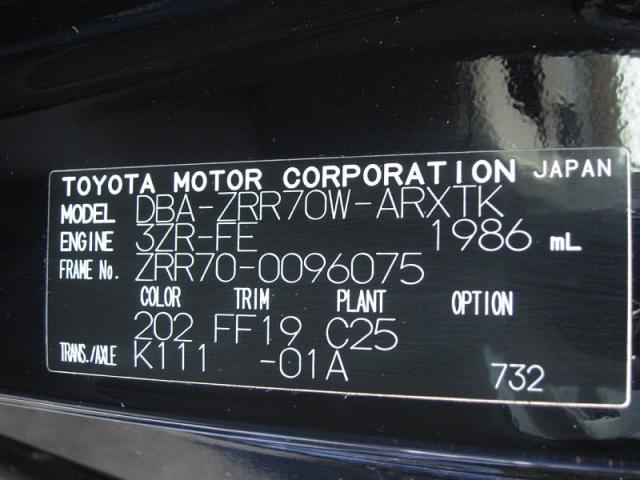 TOYOTA MOTOR CORPORATION JAPAN
MODEL DBA-ZRR70W-ARXTK
ENGINE 3ZR-FE 1986 mL
FRAME No. ZRR70-0096075
COLOR TRIM PLANT OPTION
202 FF19 C25
TRANS./AXLE K111 -01A
732